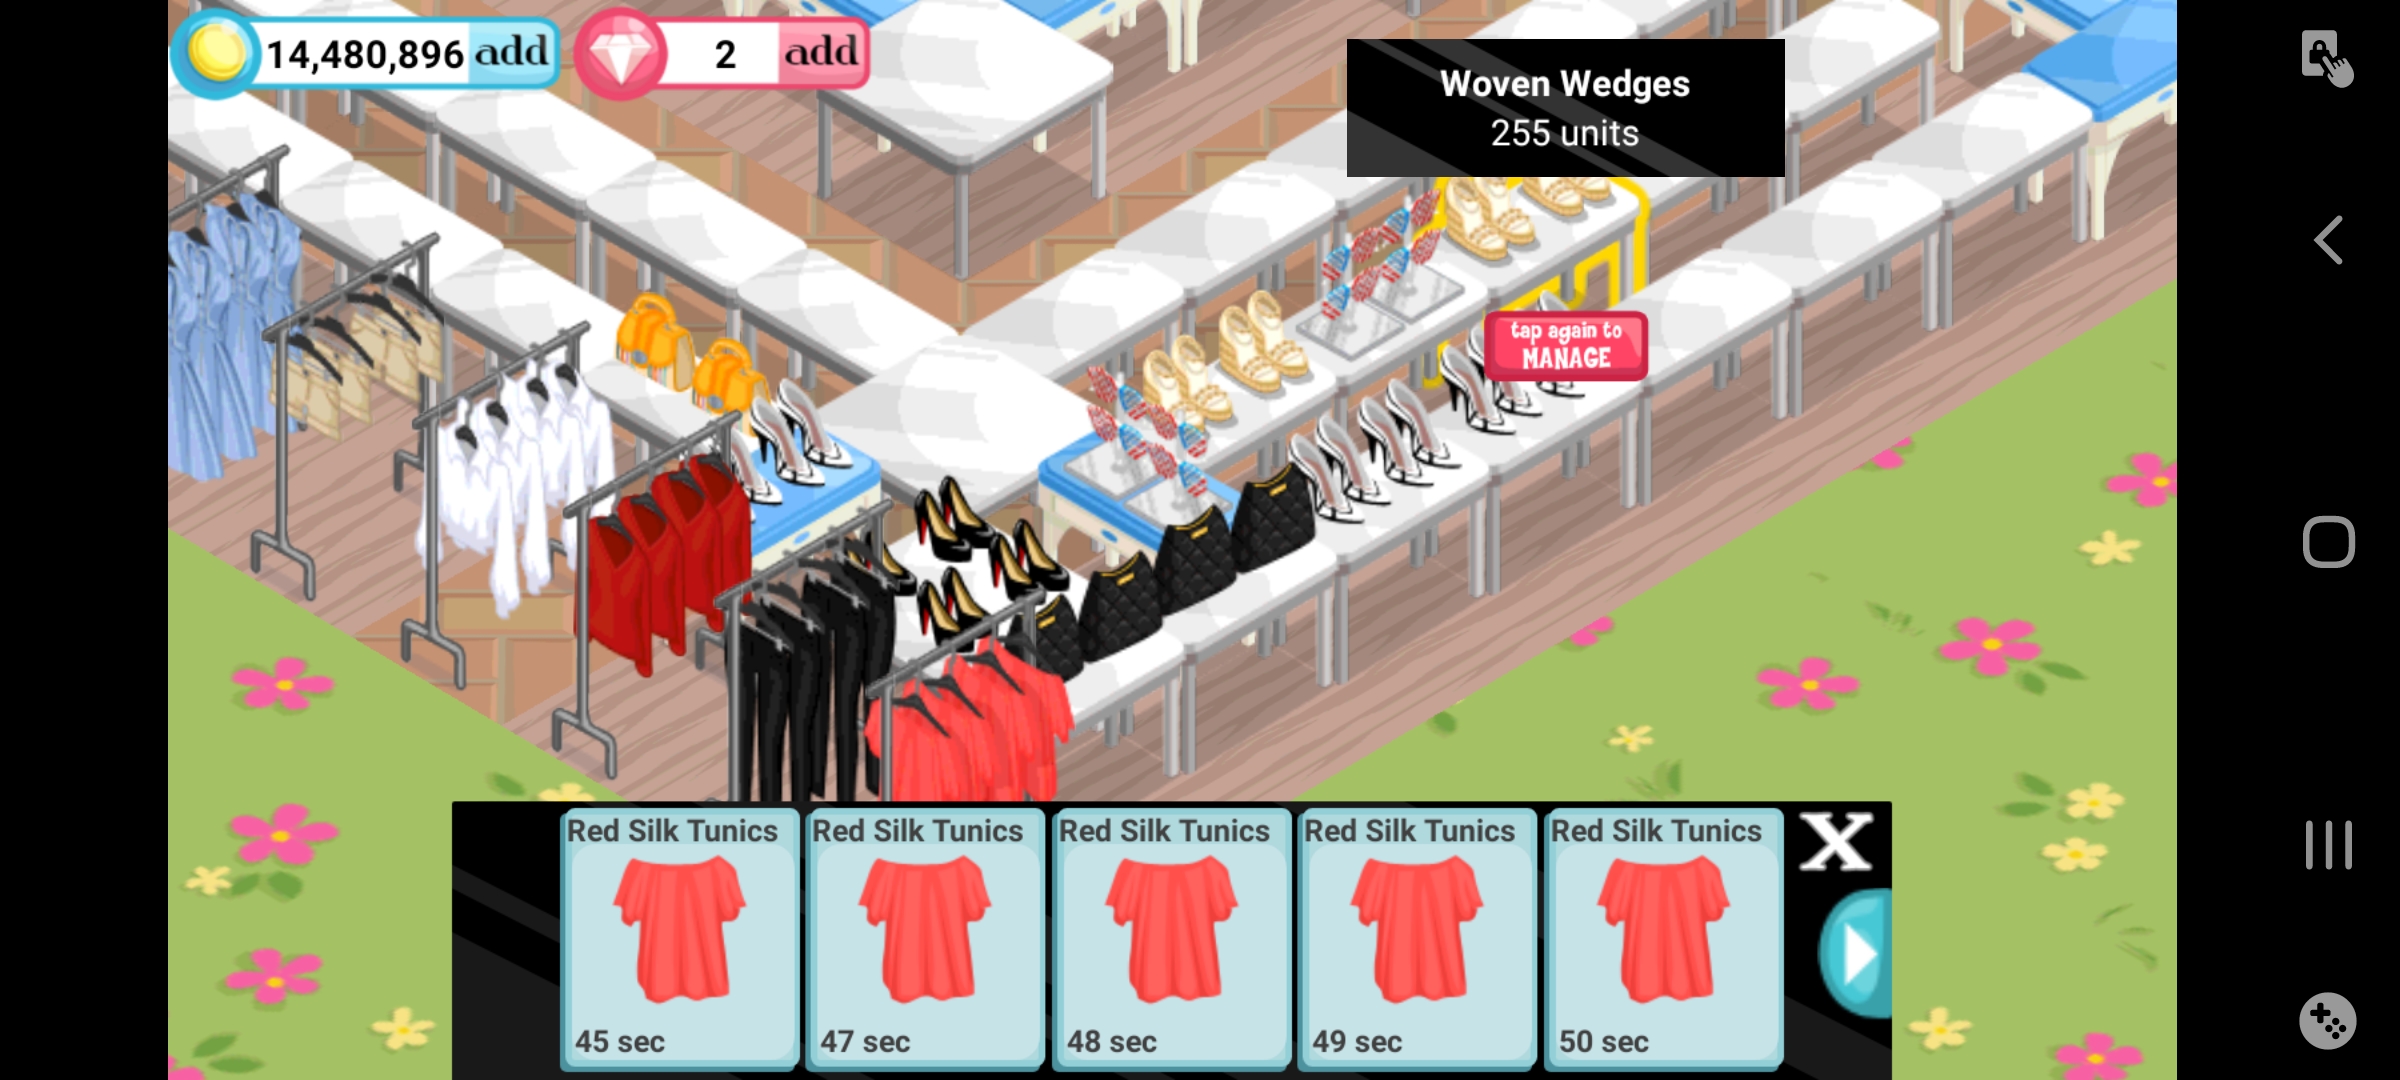 14,480,896 add
2 add
Woven Wedges
255 units
tap again to
MANAGE
Red Silk Tunics
45 sec
Red Silk Tunics
47 sec
Red Silk Tunics
48 sec
Red Silk Tunics
49 sec
Red Silk Tunics
50 sec
X